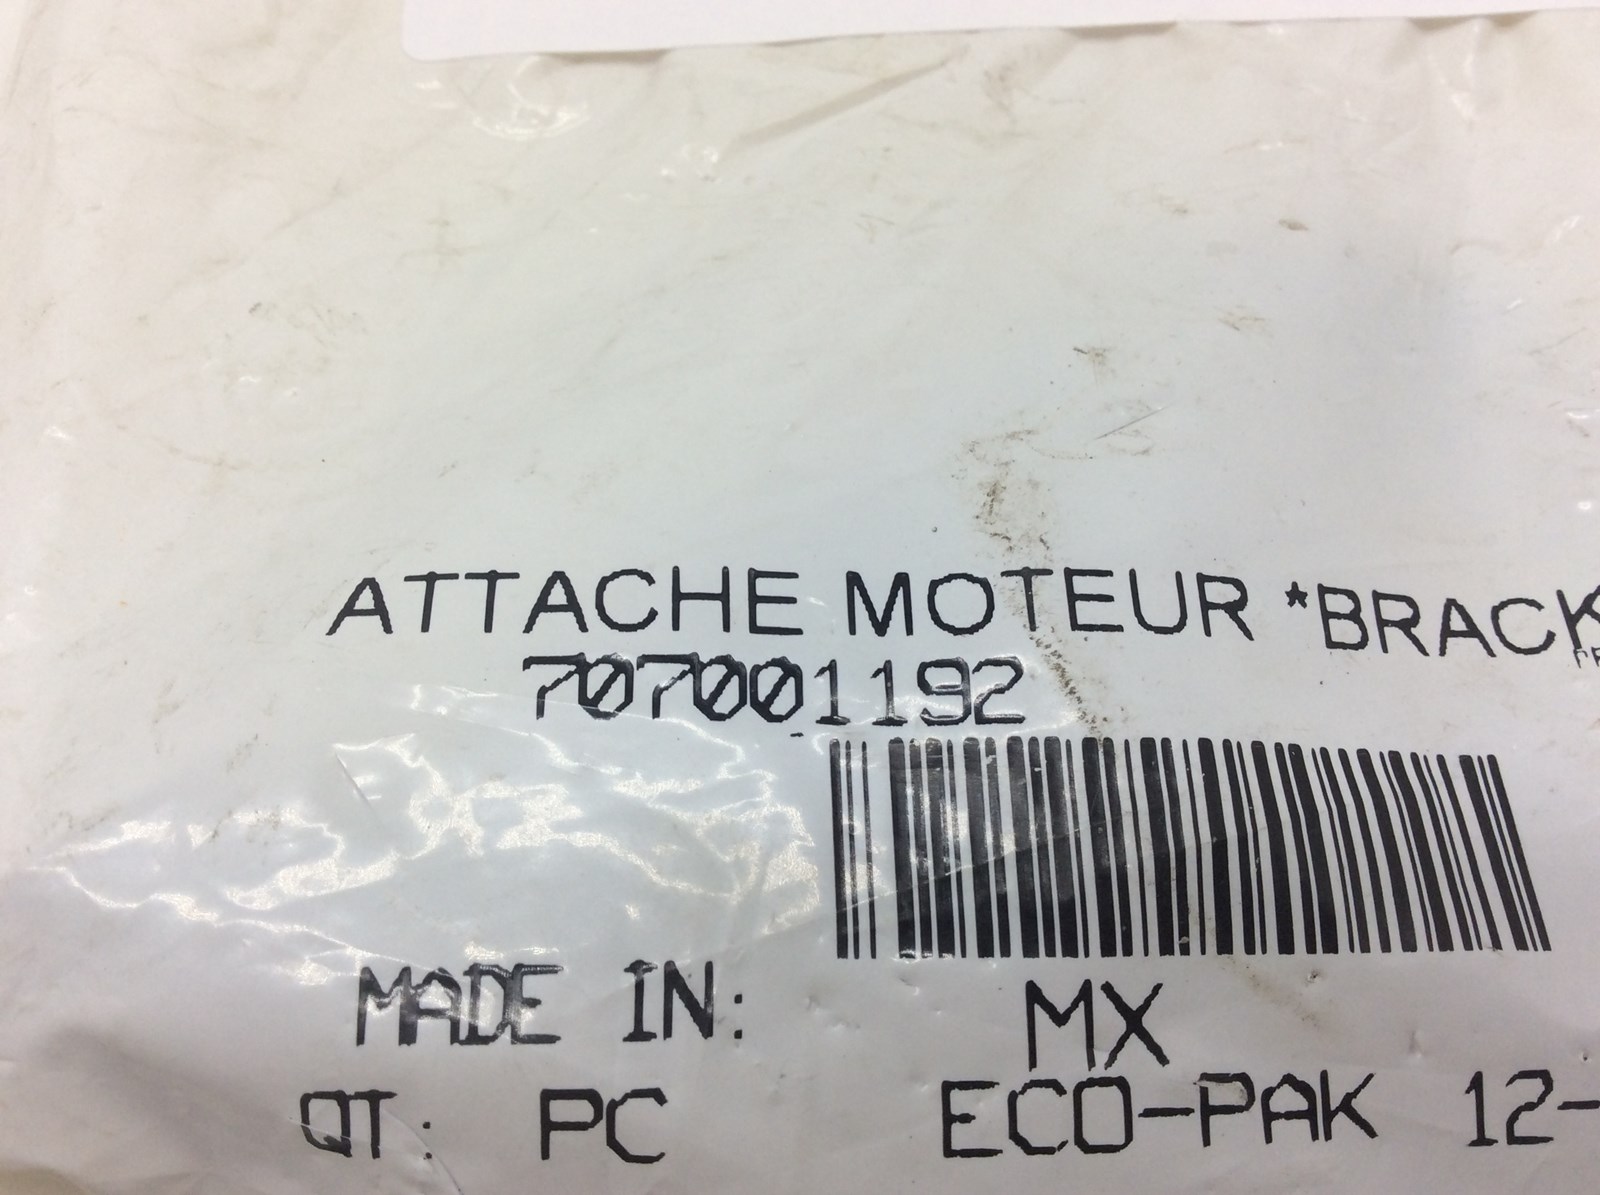 ATTACHE MOTEUR *BRACK
707001192
MADE IN: MX
QT: PC ECO-PAK 12-